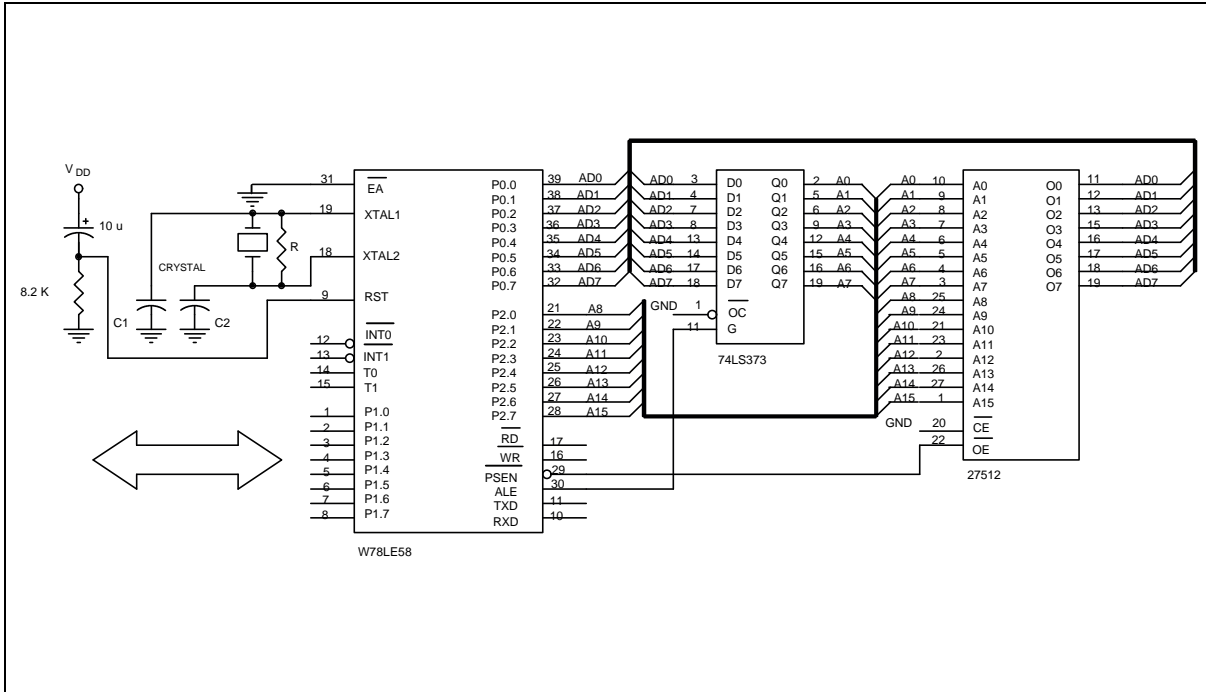 V DD
10 u
8.2 K
CRYSTAL
C1
C2
R
31 EA
19 XTAL1
18 XTAL2
9 RST
12 INT0
13 INT1
14 T0
15 T1
1 P1.0
2 P1.1
3 P1.2
4 P1.3
5 P1.4
6 P1.5
7 P1.6
8 P1.7
P0.0 39 AD0
P0.1 38 AD1
P0.2 37 AD2
P0.3 36 AD3
P0.4 35 AD4
P0.5 34 AD5
P0.6 33 AD6
P0.7 32 AD7
P2.0 21 A8
P2.1 22 A9
P2.2 23 A10
P2.3 24 A11
P2.4 25 A12
P2.5 26 A13
P2.6 27 A14
P2.7 28 A15
RD 17
WR 16
PSEN 29
ALE 30
TXD 11
RXD 10
W78LE58
AD0 3 D0 Q0 2 A0
AD1 4 D1 Q1 5 A1
AD2 7 D2 Q2 6 A2
AD3 8 D3 Q3 9 A3
AD4 13 D4 Q4 12 A4
AD5 14 D5 Q5 15 A5
AD6 17 D6 Q6 16 A6
AD7 18 D7 Q7 19 A7
GND 1 OC
11 G
74LS373
A0 10 A0 O0 11 AD0
A1 9 A1 O1 12 AD1
A2 8 A2 O2 13 AD2
A3 7 A3 O3 15 AD3
A4 6 A4 O4 16 AD4
A5 5 A5 O5 17 AD5
A6 4 A6 O6 18 AD6
A7 3 A7 O7 19 AD7
A8 25 A8
A9 24 A9
A10 21 A10
A11 23 A11
A12 2 A12
A13 26 A13
A14 27 A14
A15 1 A15
GND 20 CE
22 OE
27512